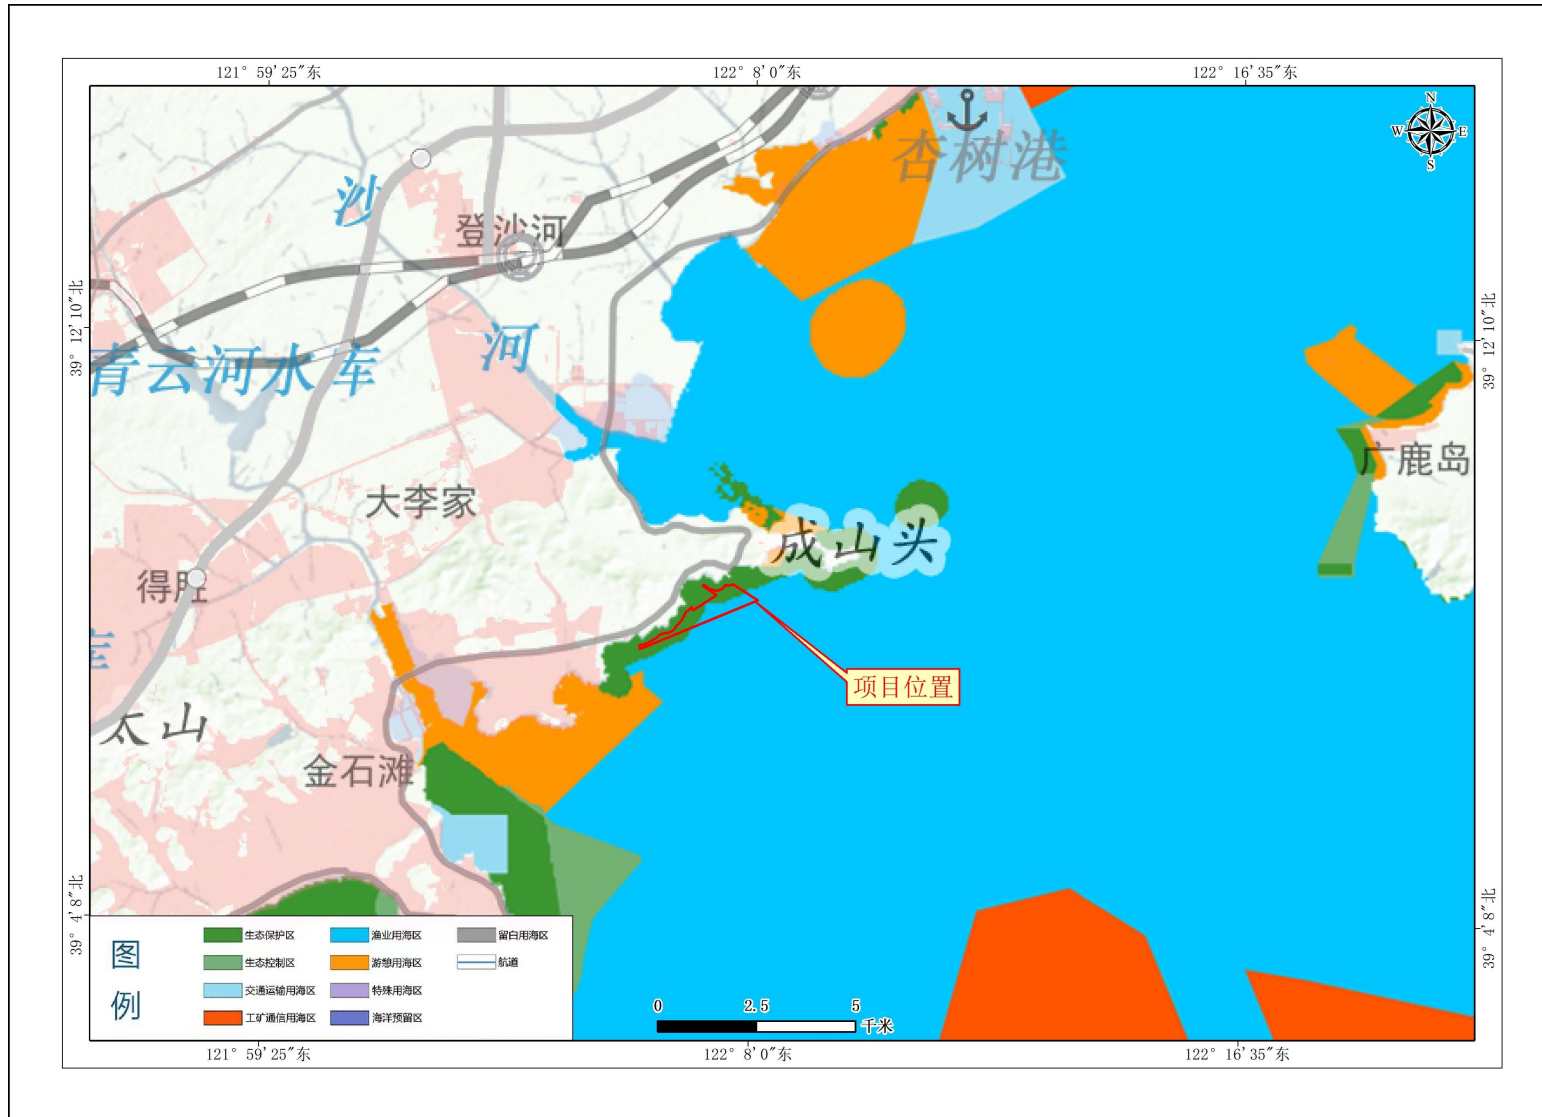 121° 59′25″东
122° 8′0″东
122° 16′35″东
N
W
E
S
杏树港
沙
登沙河
39° 12′10″北
39° 12′10″北
河
青云河水库
广鹿岛
大李家
成山头
得胜
库
项目位置
太山
金石滩
39° 4′8″北
39° 4′8″北
图例
生态保护区
渔业用海区
留白用海区
生态控制区
游憩用海区
航道
交通运输用海区
特殊用海区
工矿通信用海区
海洋预留区
0
2.5
5
千米
121° 59′25″东
122° 8′0″东
122° 16′35″东